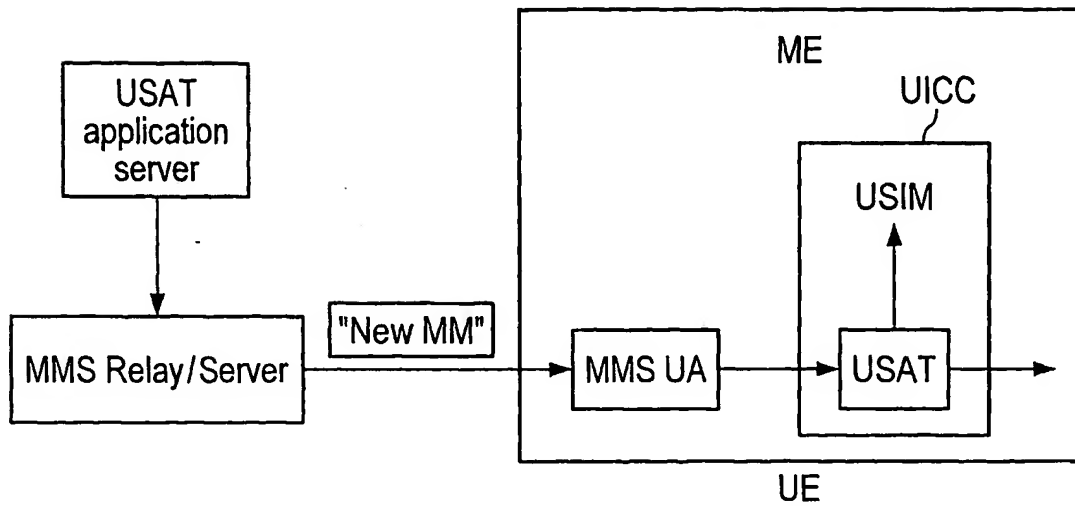 USAT
application
server
MMS Relay/Server
"New MM"
ME
UICC
USIM
MMS UA
USAT
UE